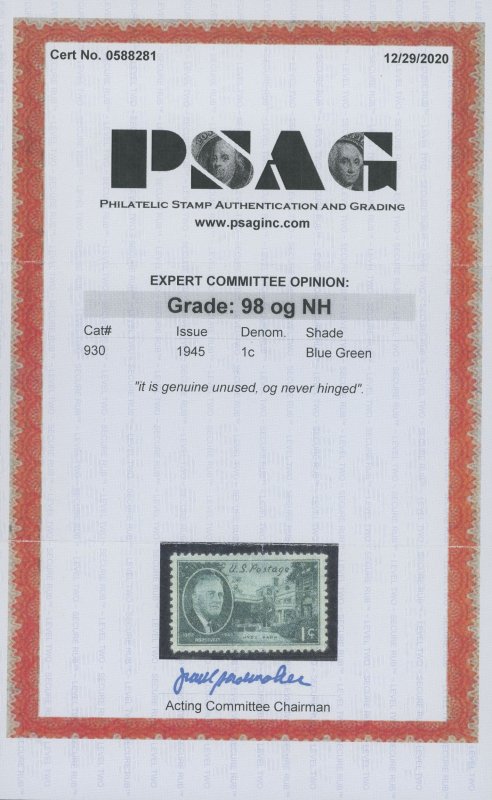 Cert No. 0588281 12/29/2020
PSAG
PHILATELIC STAMP AUTHENTICATION AND GRADING
www.psaginc.com
EXPERT COMMITTEE OPINION:
Grade: 98 og NH
Cat# Issue Denom. Shade
930 1945 1c Blue Green
"it is genuine unused, og never hinged".
U.S. Postage
ROOSEVELT
HYDE PARK
1¢
Acting Committee Chairman